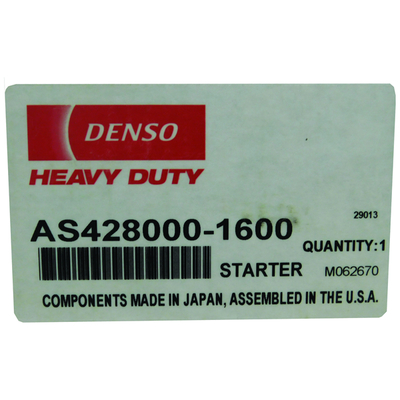 DENSO
HEAVY DUTY
29013
AS428000-1600
QUANTITY:1
STARTER M062670
COMPONENTS MADE IN JAPAN, ASSEMBLED IN THE U.S.A.